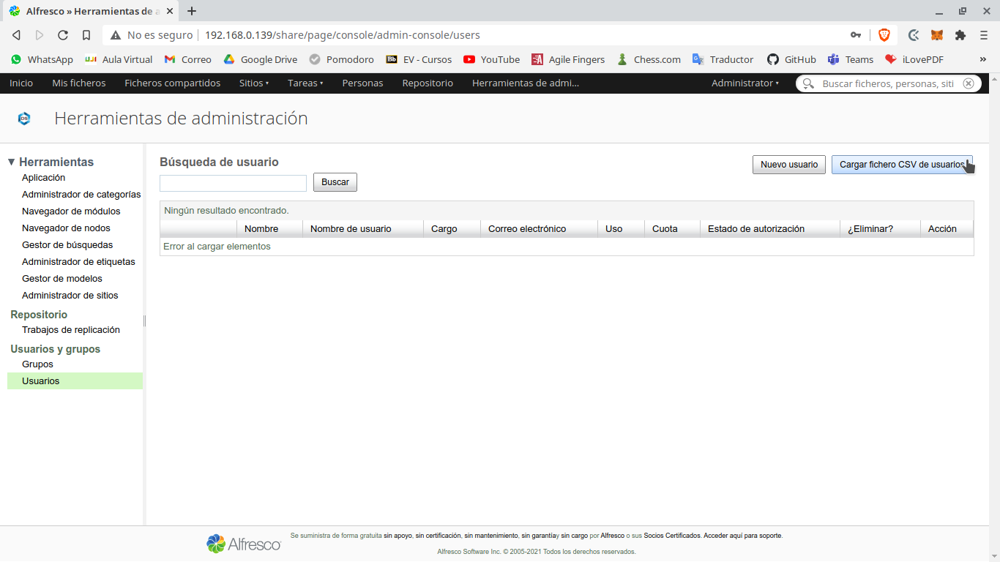 Alfresco » Herramientas de a
No es seguro 192.168.0.139/share/page/console/admin-console/users
WhatsApp Aula Virtual Correo Google Drive Pomodoro Bb EV - Cursos YouTube Agile Fingers Chess.com Traductor GitHub Teams iLovePDF »
Inicio Mis ficheros Ficheros compartidos Sitios Tareas Personas Repositorio Herramientas de admi... Administrator Buscar ficheros, personas, siti
DS Herramientas de administración
Herramientas
Aplicación
Administrador de categorías
Navegador de módulos
Navegador de nodos
Gestor de búsquedas
Administrador de etiquetas
Gestor de modelos
Administrador de sitios
Repositorio
Trabajos de replicación
Usuarios y grupos
Grupos
Usuarios
Búsqueda de usuario
Nuevo usuario Cargar fichero CSV de usuarios
Buscar
Ningún resultado encontrado.
Nombre Nombre de usuario Cargo Correo electrónico Uso Cuota Estado de autorización ¿Eliminar? Acción
Error al cargar elementos
Alfresco
Se suministra de forma gratuita sin apoyo, sin certificación, sin mantenimiento, sin garantíay sin cargo por Alfresco o sus Socios Certificados. Acceder aquí para soporte.
Alfresco Software Inc. © 2005-2021 Todos los derechos reservados.